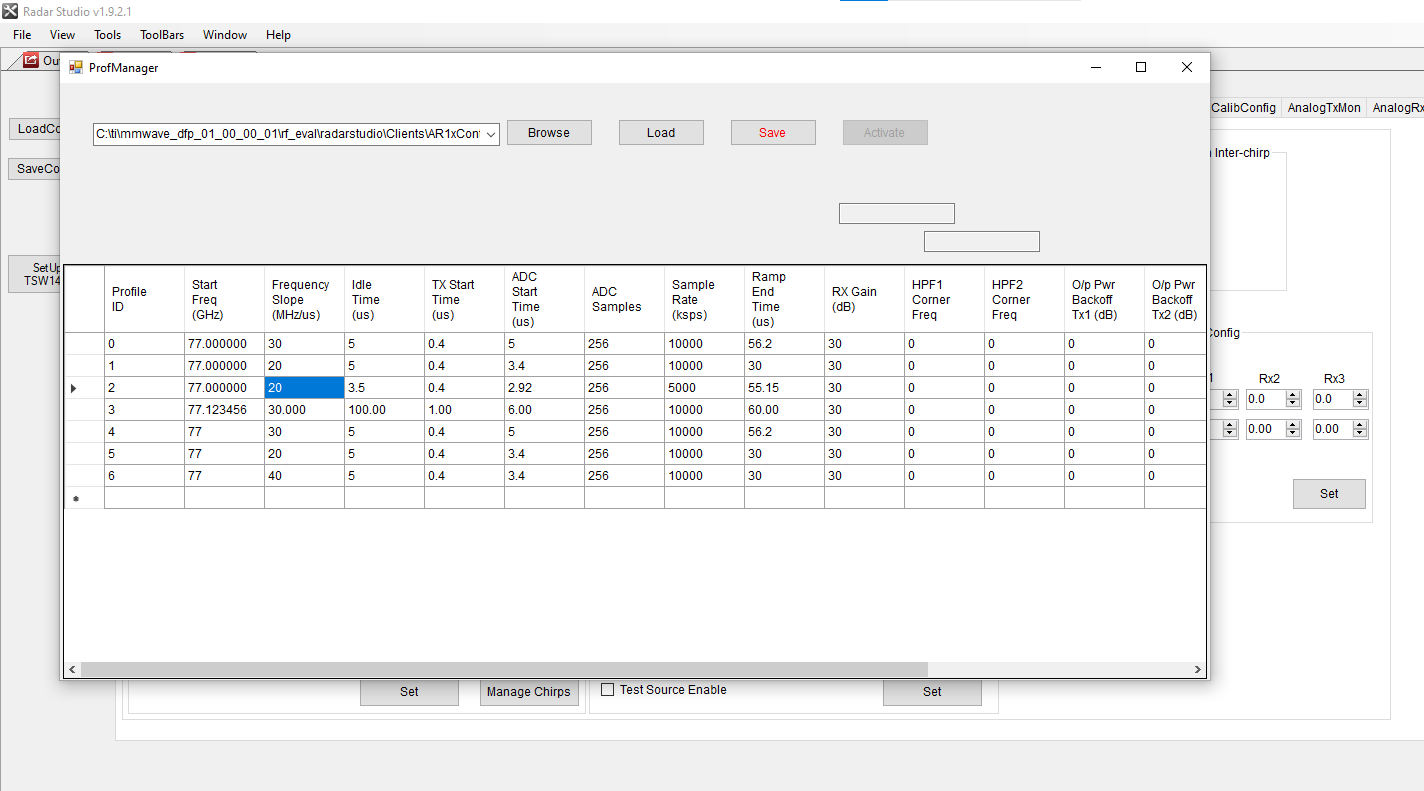 Radar Studio v1.9.2.1
File View Tools ToolBars Window Help
Ou
ProfManager
LoadCo
SaveCo
SetUp
TSW14
C:\ti\mmwave_dfp_01_00_00_01\rf_eval\radarstudio\Clients\AR1xCont
Browse Load Save Activate
CalibConfig AnalogTxMon AnalogRx
Inter-chirp
Profile ID Start Freq (GHz) Frequency Slope (MHz/us) Idle Time (us) TX Start Time (us) ADC Start Time (us) ADC Samples Sample Rate (ksps) Ramp End Time (us) RX Gain (dB) HPF1 Corner Freq HPF2 Corner Freq O/p Pwr Backoff Tx1 (dB) O/p Pwr Backoff Tx2 (dB)
0 77.000000 30 5 0.4 5 256 10000 56.2 30 0 0 0 0
1 77.000000 20 5 0.4 3.4 256 10000 30 30 0 0 0 0
2 77.000000 20 3.5 0.4 2.92 256 5000 55.15 30 0 0 0 0
3 77.123456 30.000 100.00 1.00 6.00 256 10000 60.00 30 0 0 0 0
4 77 30 5 0.4 5 256 10000 56.2 30 0 0 0 0
5 77 20 5 0.4 3.4 256 10000 30 30 0 0 0 0
6 77 40 5 0.4 3.4 256 10000 30 30 0 0 0 0
*
Config
Rx2 Rx3
0.0 0.0
0.00 0.00
Set
Set Manage Chirps Test Source Enable Set